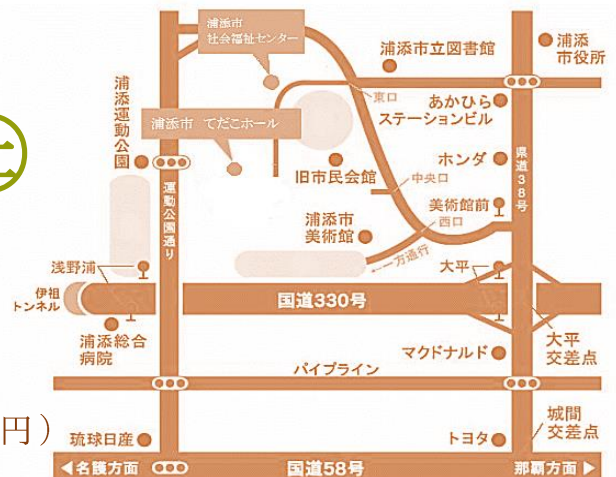 浦添市
社会福祉センター
浦添市立図書館
浦添
市役所
東口
あかひら
ステーションビル
浦添運動公園
浦添市 てだこホール
旧市民会館
ホンダ
県道38号
中央口
美術館前
運動公園通り
浦添市
美術館
西口
←一方通行
浅野浦
大平
伊祖
トンネル
国道330号
浦添総合
病院
マクドナルド
大平
交差点
パイプライン
円）
琉球日産
トヨタ
城間
交差点
◀名護方面
国道58号
那覇方面▶